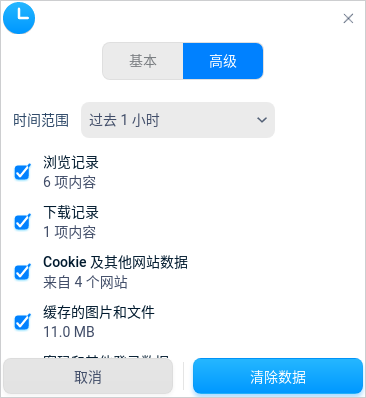 基本
高级
时间范围
过去 1 小时
浏览记录
6 项内容
下载记录
1 项内容
Cookie 及其他网站数据
来自 4 个网站
缓存的图片和文件
11.0 MB
取消
清除数据